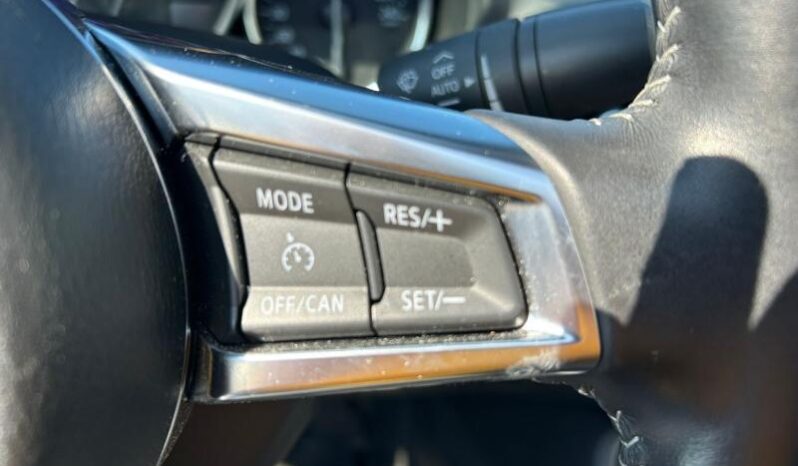 OFF
AUTO
MODE
RES/+
OFF/CAN
SET/−